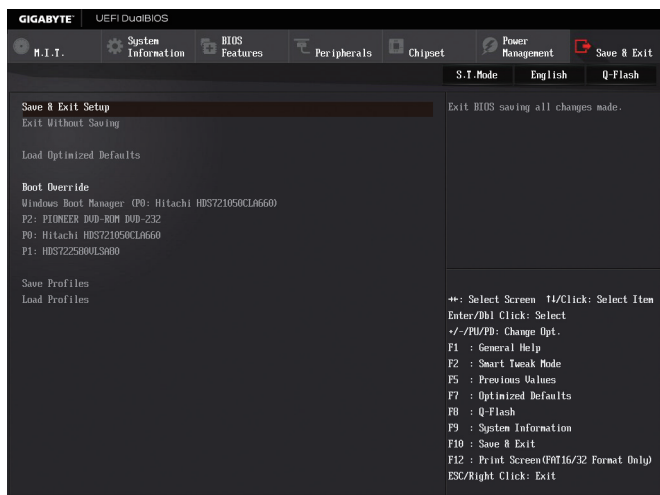 GIGABYTE™ UEFI DualBIOS
M.I.T.
System Information
BIOS Features
Peripherals
Chipset
Power Management
Save & Exit
S.T.Mode English Q-Flash
Save & Exit Setup
Exit Without Saving
Load Optimized Defaults
Boot Override
Windows Boot Manager (P0: Hitachi HDS721050CLA660)
P2: PIONEER DVD-ROM DVD-232
P0: Hitachi HDS721050CLA660
P1: HDS722580VLSA80
Save Profiles
Load Profiles
Exit BIOS saving all changes made.
→←: Select Screen ↑↓/Click: Select Item
Enter/Dbl Click: Select
+/-/PU/PD: Change Opt.
F1 : General Help
F2 : Smart Tweak Mode
F5 : Previous Values
F7 : Optimized Defaults
F8 : Q-Flash
F9 : System Information
F10 : Save & Exit
F12 : Print Screen(FAT16/32 Format Only)
ESC/Right Click: Exit